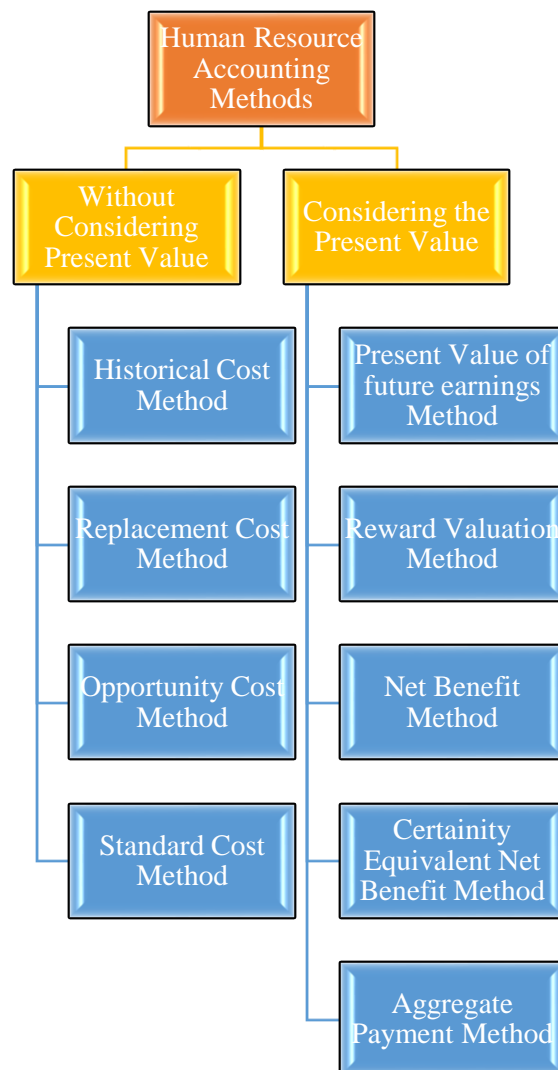 Human Resource
Accounting
Methods
Without
Considering
Present Value
Considering the
Present Value
Historical Cost
Method
Replacement Cost
Method
Opportunity Cost
Method
Standard Cost
Method
Present Value of
future earnings
Method
Reward Valuation
Method
Net Benefit
Method
Certainity
Equivalent Net
Benefit Method
Aggregate
Payment Method